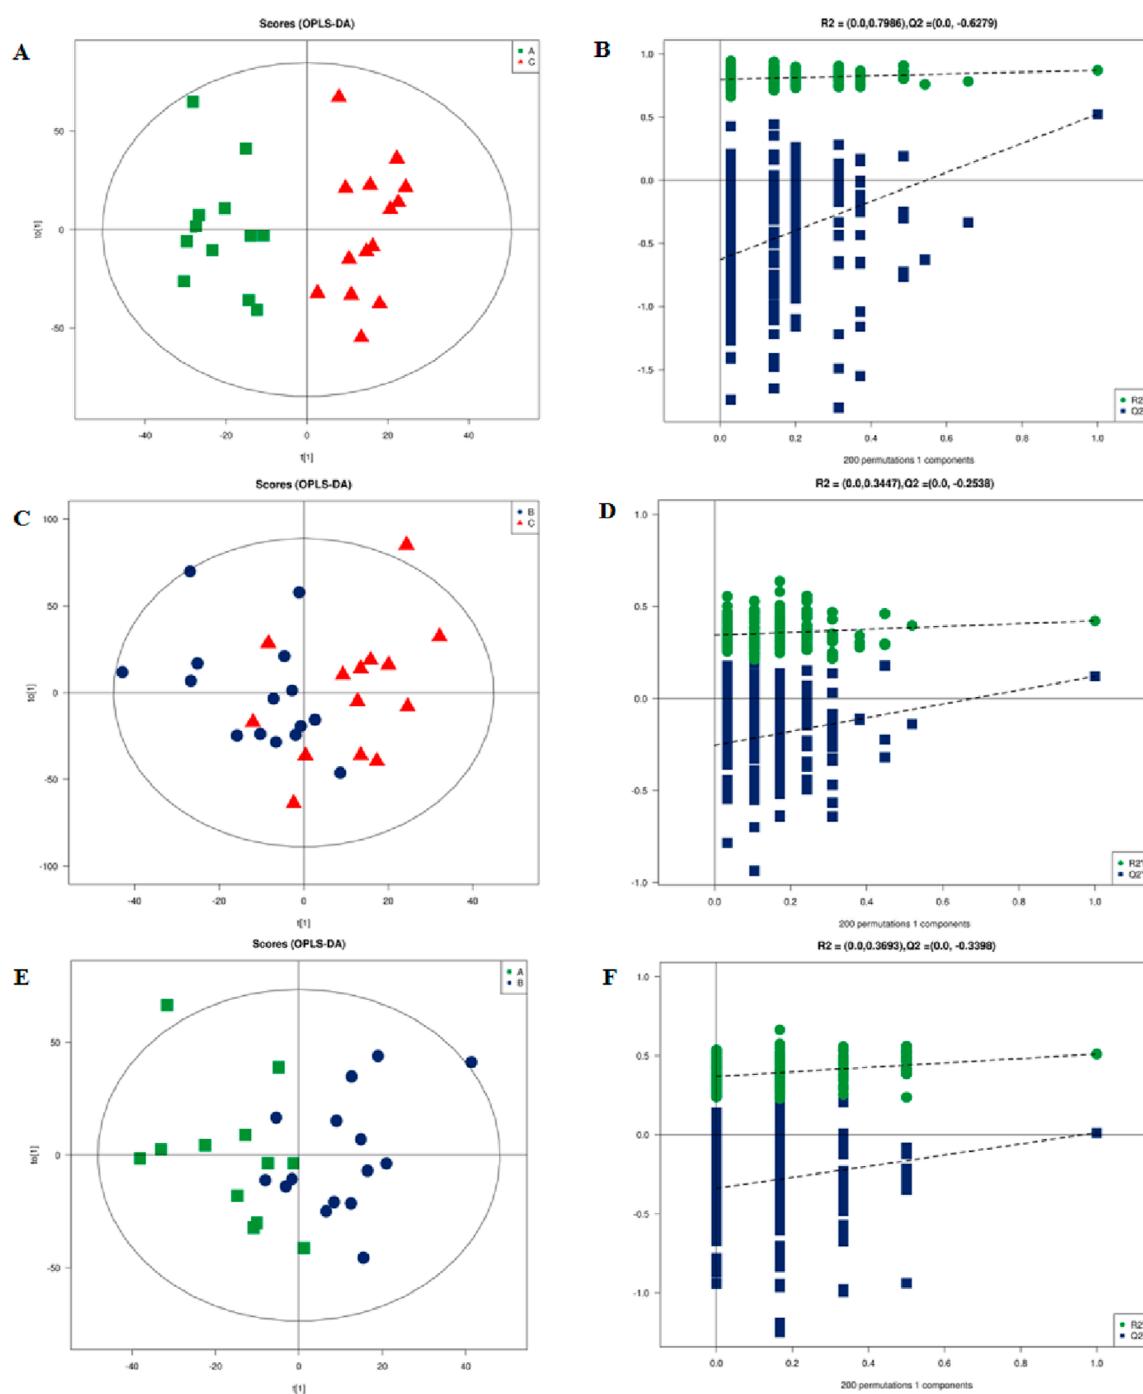 Scores (OPLS-DA)
A
A
C
50
0
-50
to[1]
-40
-20
0
20
40
t[1]
R2 = (0.0,0.7986),Q2 =(0.0, -0.6279)
B
1.0
0.5
0.0
-0.5
-1.0
-1.5
R2
Q2
0.0
0.2
0.4
0.6
0.8
1.0
200 permutations 1 components
Scores (OPLS-DA)
C
B
C
100
50
0
-50
-100
to[1]
-40
-20
0
20
40
t[1]
R2 = (0.0,0.3447),Q2 =(0.0, -0.2538)
D
1.0
0.5
0.0
-0.5
-1.0
R2Y
Q2Y
0.0
0.2
0.4
0.6
0.8
1.0
200 permutations 1 components
Scores (OPLS-DA)
E
A
B
50
0
-50
to[1]
-40
-20
0
20
40
t[1]
R2 = (0.0,0.3693),Q2 =(0.0, -0.3398)
F
1.0
0.5
0.0
-0.5
-1.0
R2
Q2
0.0
0.2
0.4
0.6
0.8
1.0
200 permutations 1 components